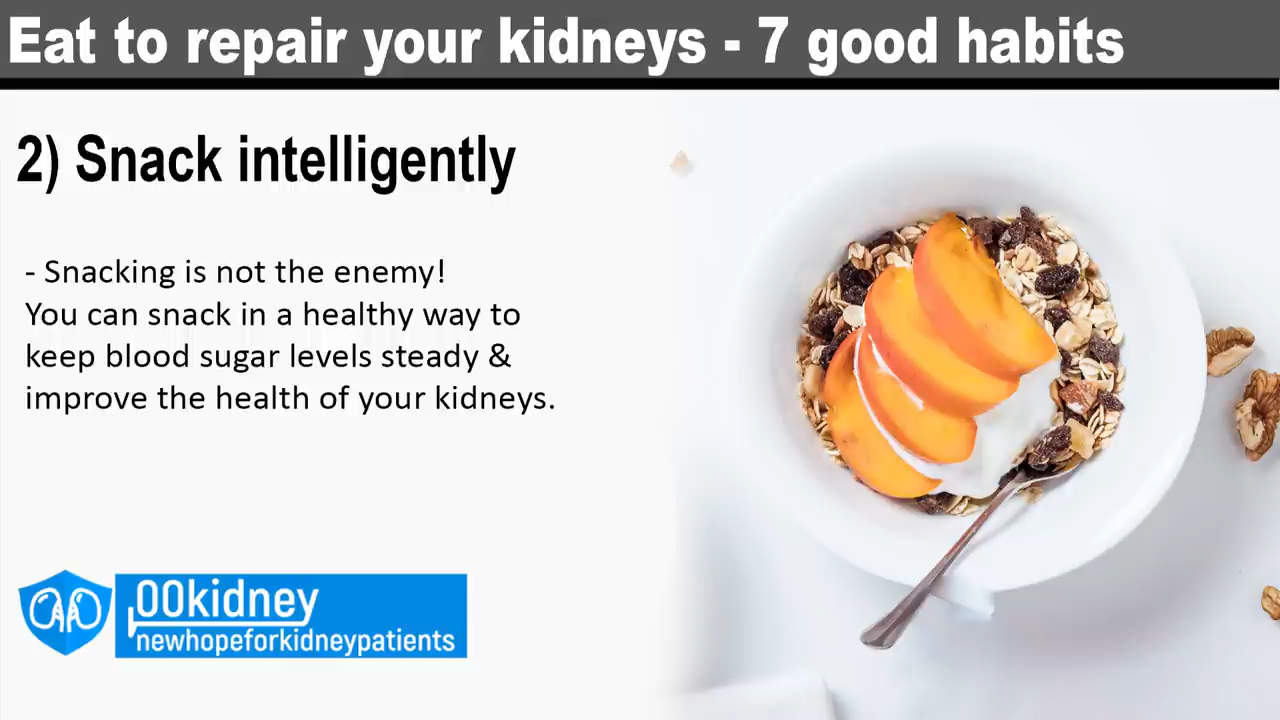 Eat to repair your kidneys - 7 good habits
2) Snack intelligently
- Snacking is not the enemy!
You can snack in a healthy way to
keep blood sugar levels steady &
improve the health of your kidneys.
00kidney
newhopeforkidneypatients